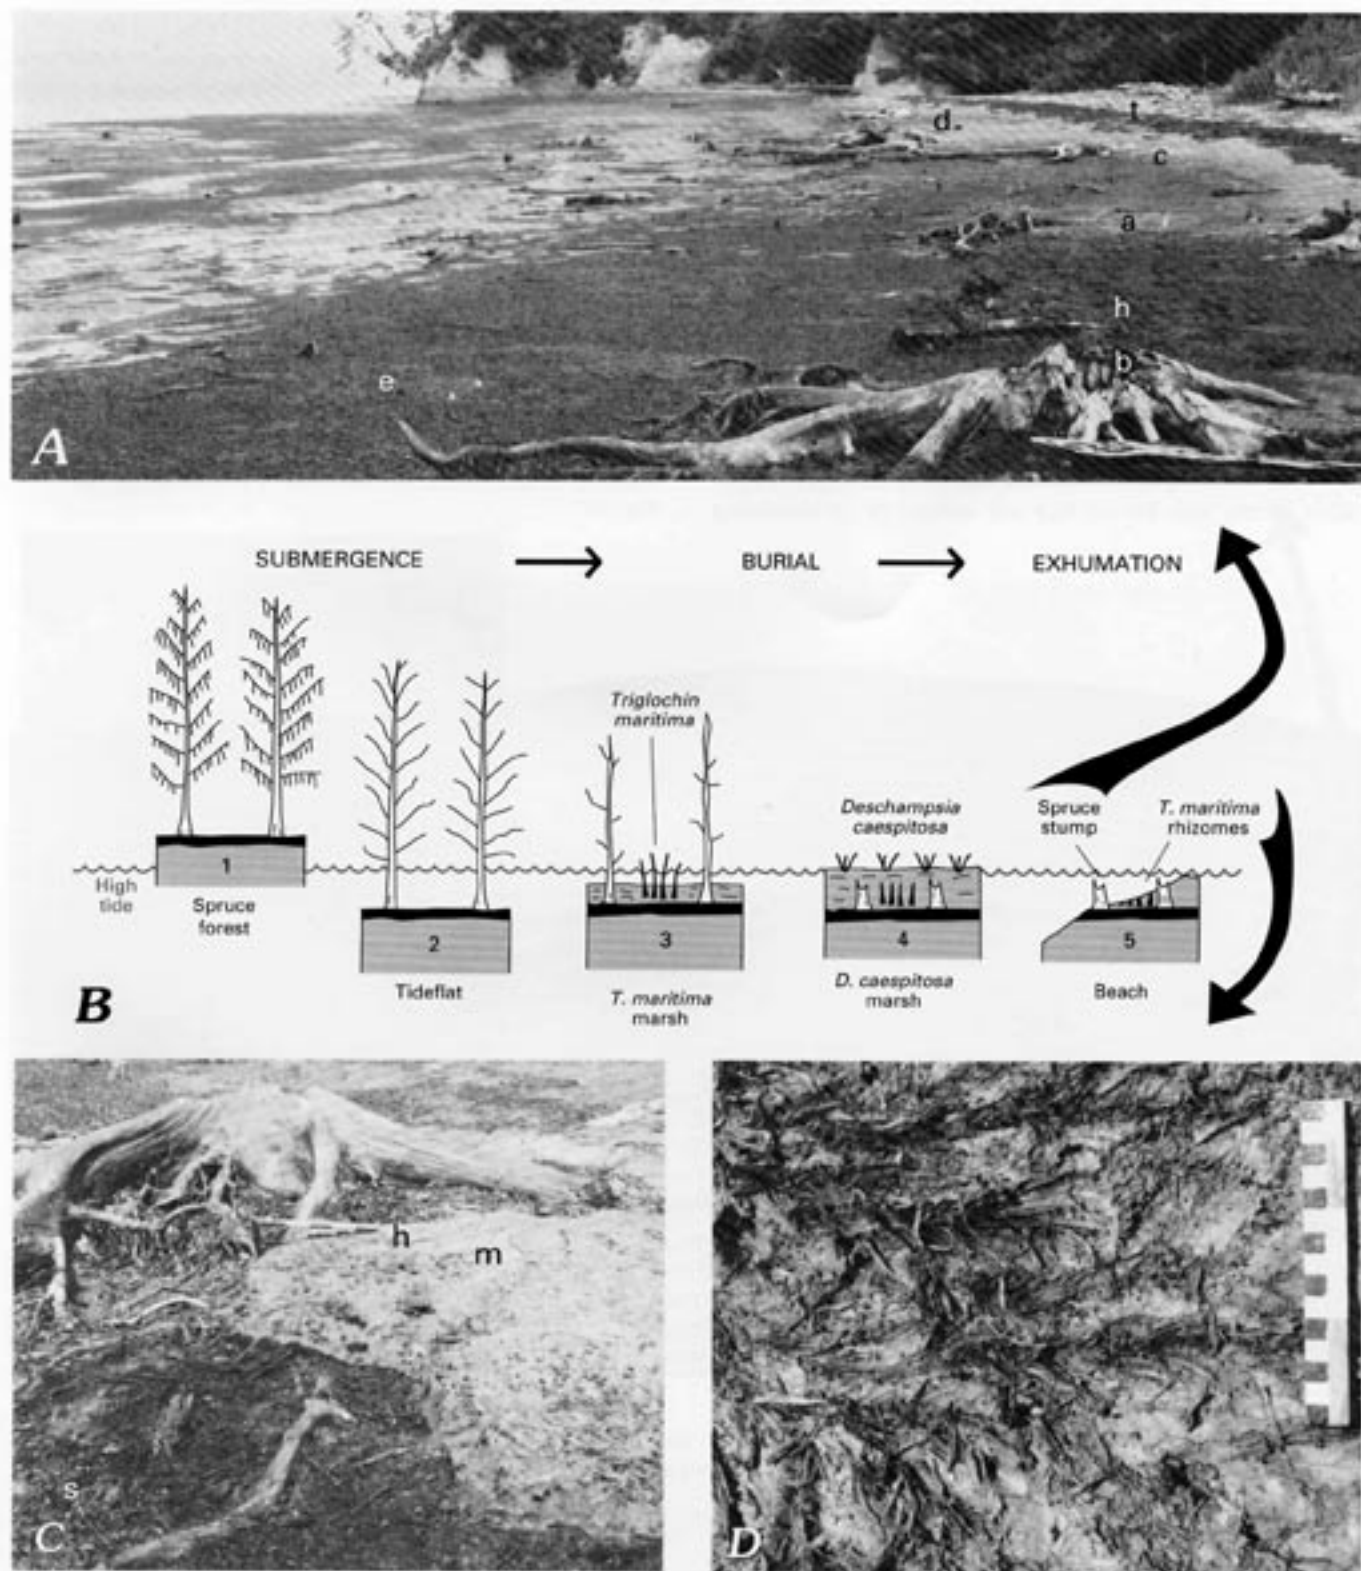 d.
t
c
a
h
b
e
A
SUBMERGENCE
BURIAL
EXHUMATION
Triglochin
maritima
Deschampsia
caespitosa
Spruce
stump
T. maritima
rhizomes
High
tide
1
2
3
4
5
Spruce
forest
Tideflat
T. maritima
marsh
D. caespitosa
marsh
Beach
B
h
m
s
C
D